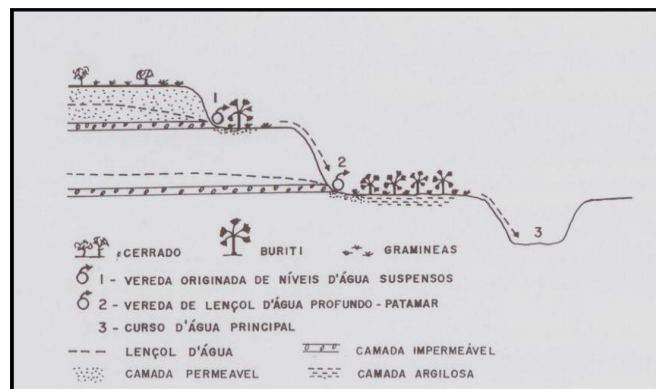 1
2
3
CERRADO
BURITI
GRAMINEAS
1 - VEREDA ORIGINADA DE NÍVEIS D'ÁGUA SUSPENSOS
2 - VEREDA DE LENÇOL D'ÁGUA PROFUNDO - PATAMAR
3 - CURSO D'ÁGUA PRINCIPAL
LENÇOL D'ÁGUA
CAMADA IMPERMEÁVEL
CAMADA PERMEAVEL
CAMADA ARGILOSA